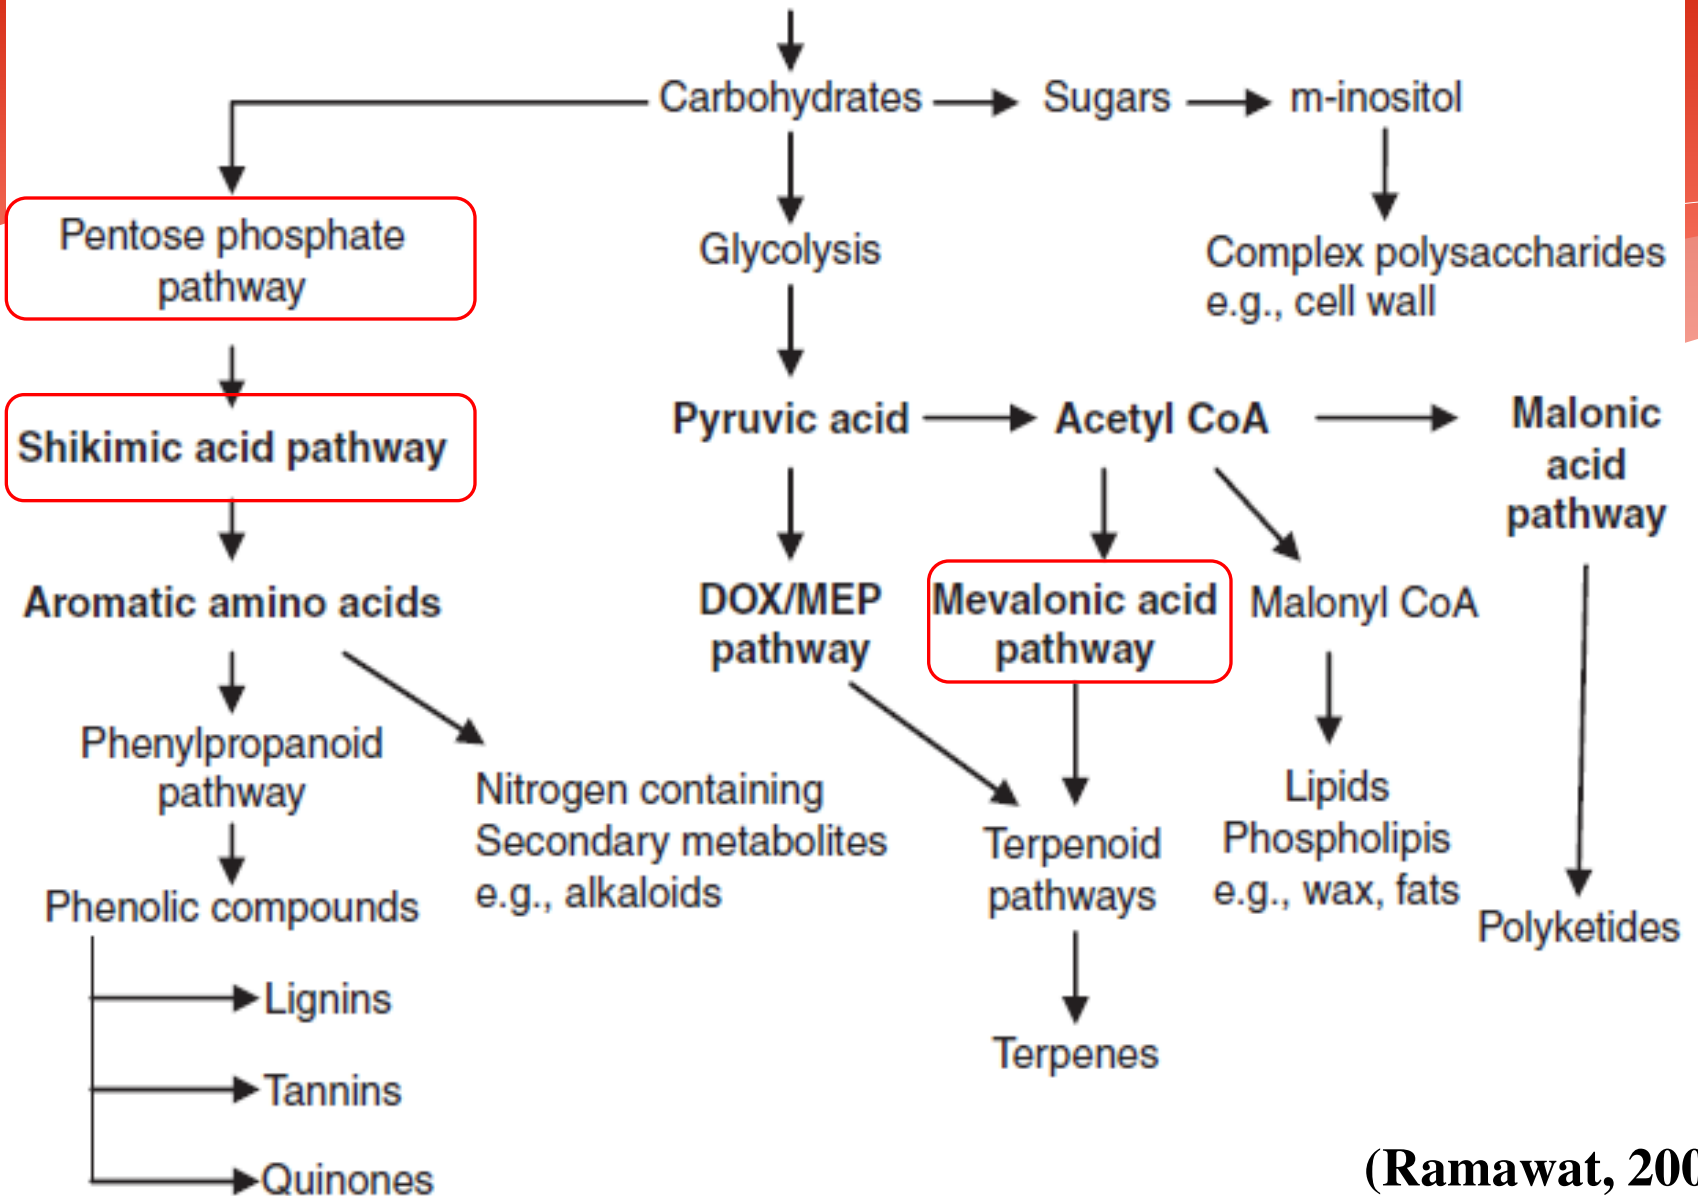 Carbohydrates
Sugars
m-inositol
Pentose phosphate
pathway
Glycolysis
Complex polysaccharides
e.g., cell wall
Shikimic acid pathway
Pyruvic acid
Acetyl CoA
Malonic
acid
pathway
Aromatic amino acids
DOX/MEP
pathway
Mevalonic acid
pathway
Malonyl CoA
Phenylpropanoid
pathway
Nitrogen containing
Secondary metabolites
e.g., alkaloids
Terpenoid
pathways
Lipids
Phospholipis
e.g., wax, fats
Polyketides
Phenolic compounds
Lignins
Tannins
Quinones
Terpenes
(Ramawat,